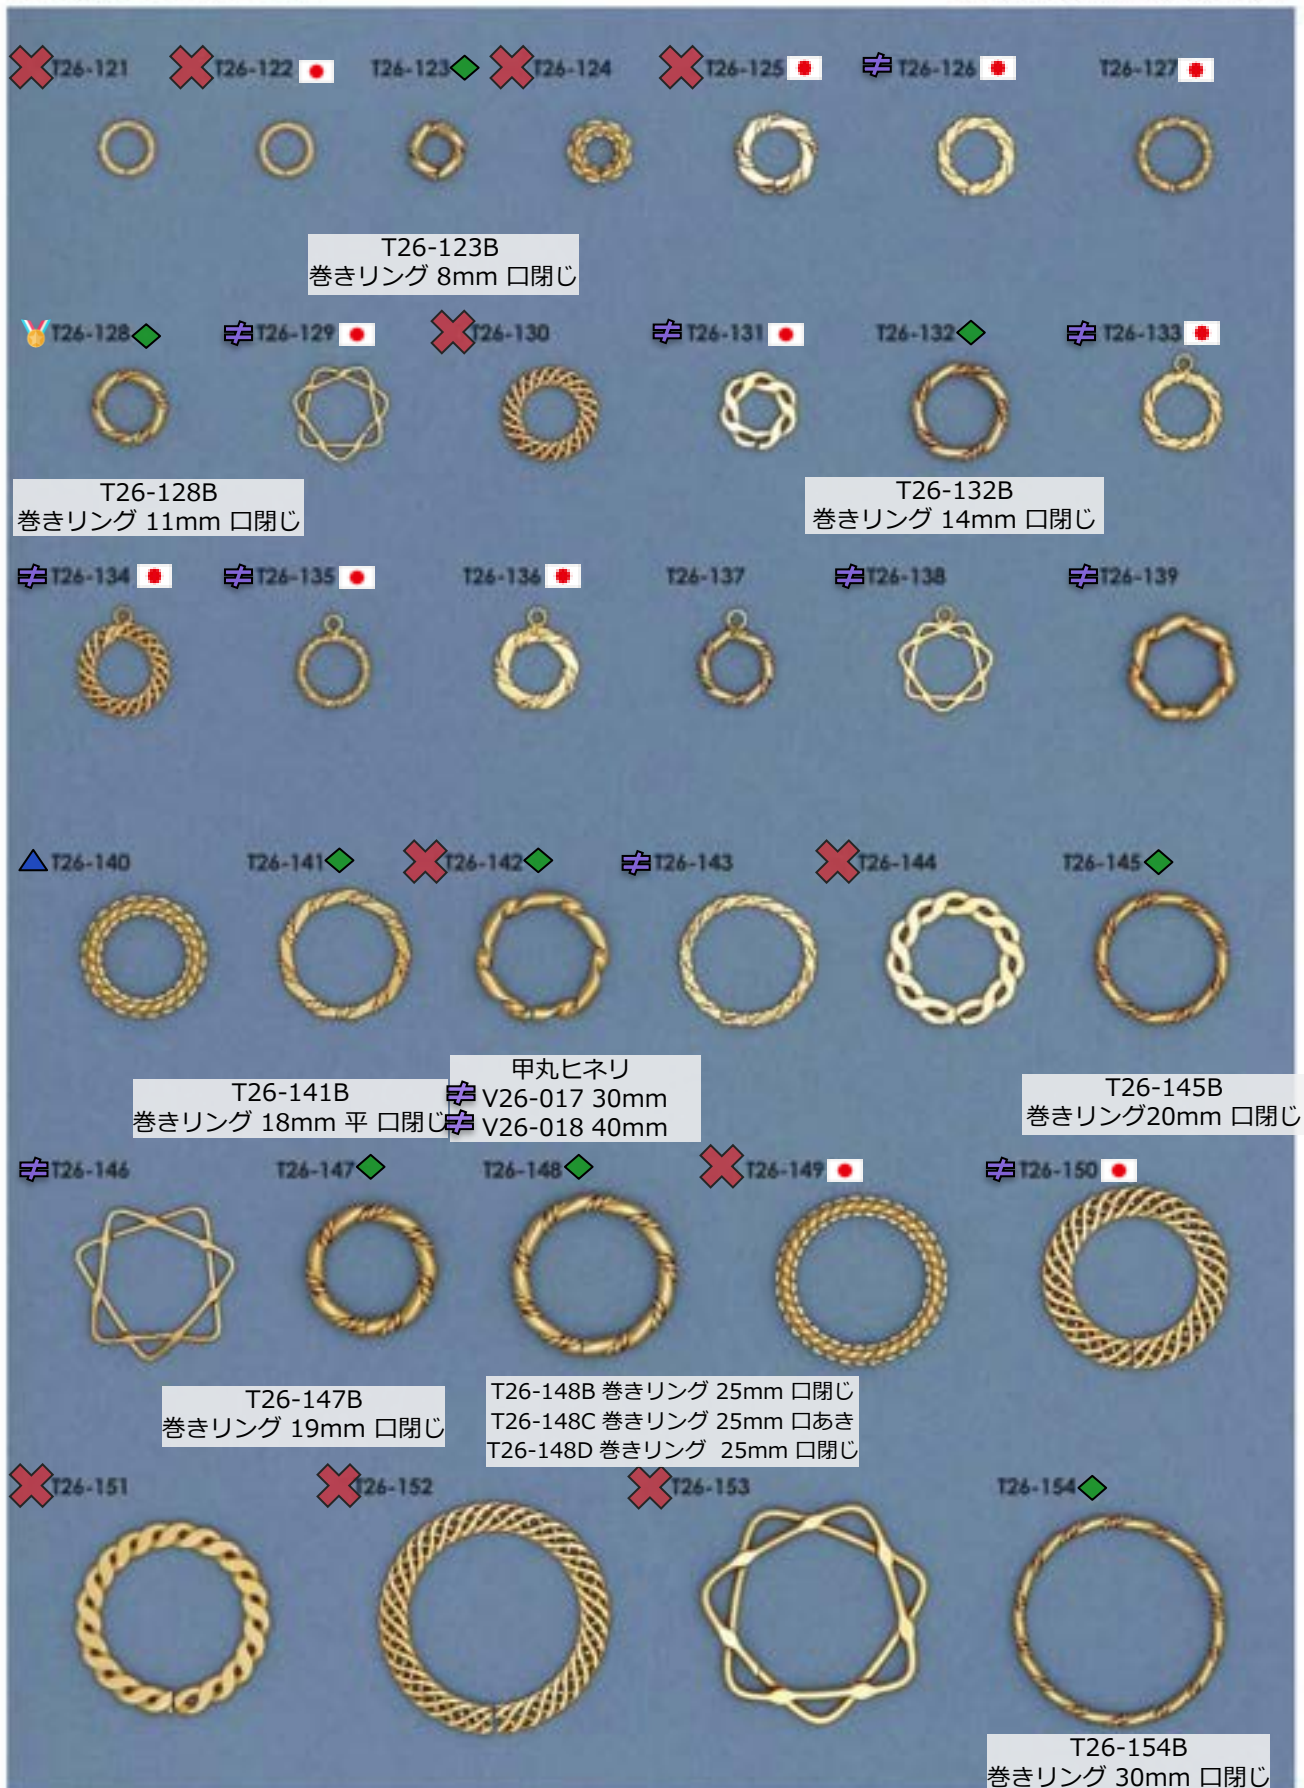 T26-121 T26-122 T26-123 T26-124 T26-125 T26-126 T26-127
T26-123B
巻きリング 8mm 口閉じ
T26-128 T26-129 T26-130 T26-131 T26-132 T26-133
T26-128B
巻きリング 11mm 口閉じ
T26-132B
巻きリング 14mm 口閉じ
T26-134 T26-135 T26-136 T26-137 T26-138 T26-139
T26-140 T26-141 T26-142 T26-143 T26-144 T26-145
T26-141B
巻きリング 18mm 平 口閉じ
甲丸ヒネリ
≠ V26-017 30mm
≠ V26-018 40mm
T26-145B
巻きリング20mm 口閉じ
T26-146 T26-147 T26-148 T26-149 T26-150
T26-147B
巻きリング 19mm 口閉じ
T26-148B 巻きリング 25mm 口閉じ
T26-148C 巻きリング 25mm 口あき
T26-148D 巻きリング 25mm 口閉じ
T26-151 T26-152 T26-153 T26-154
T26-154B
巻きリング 30mm 口閉じ